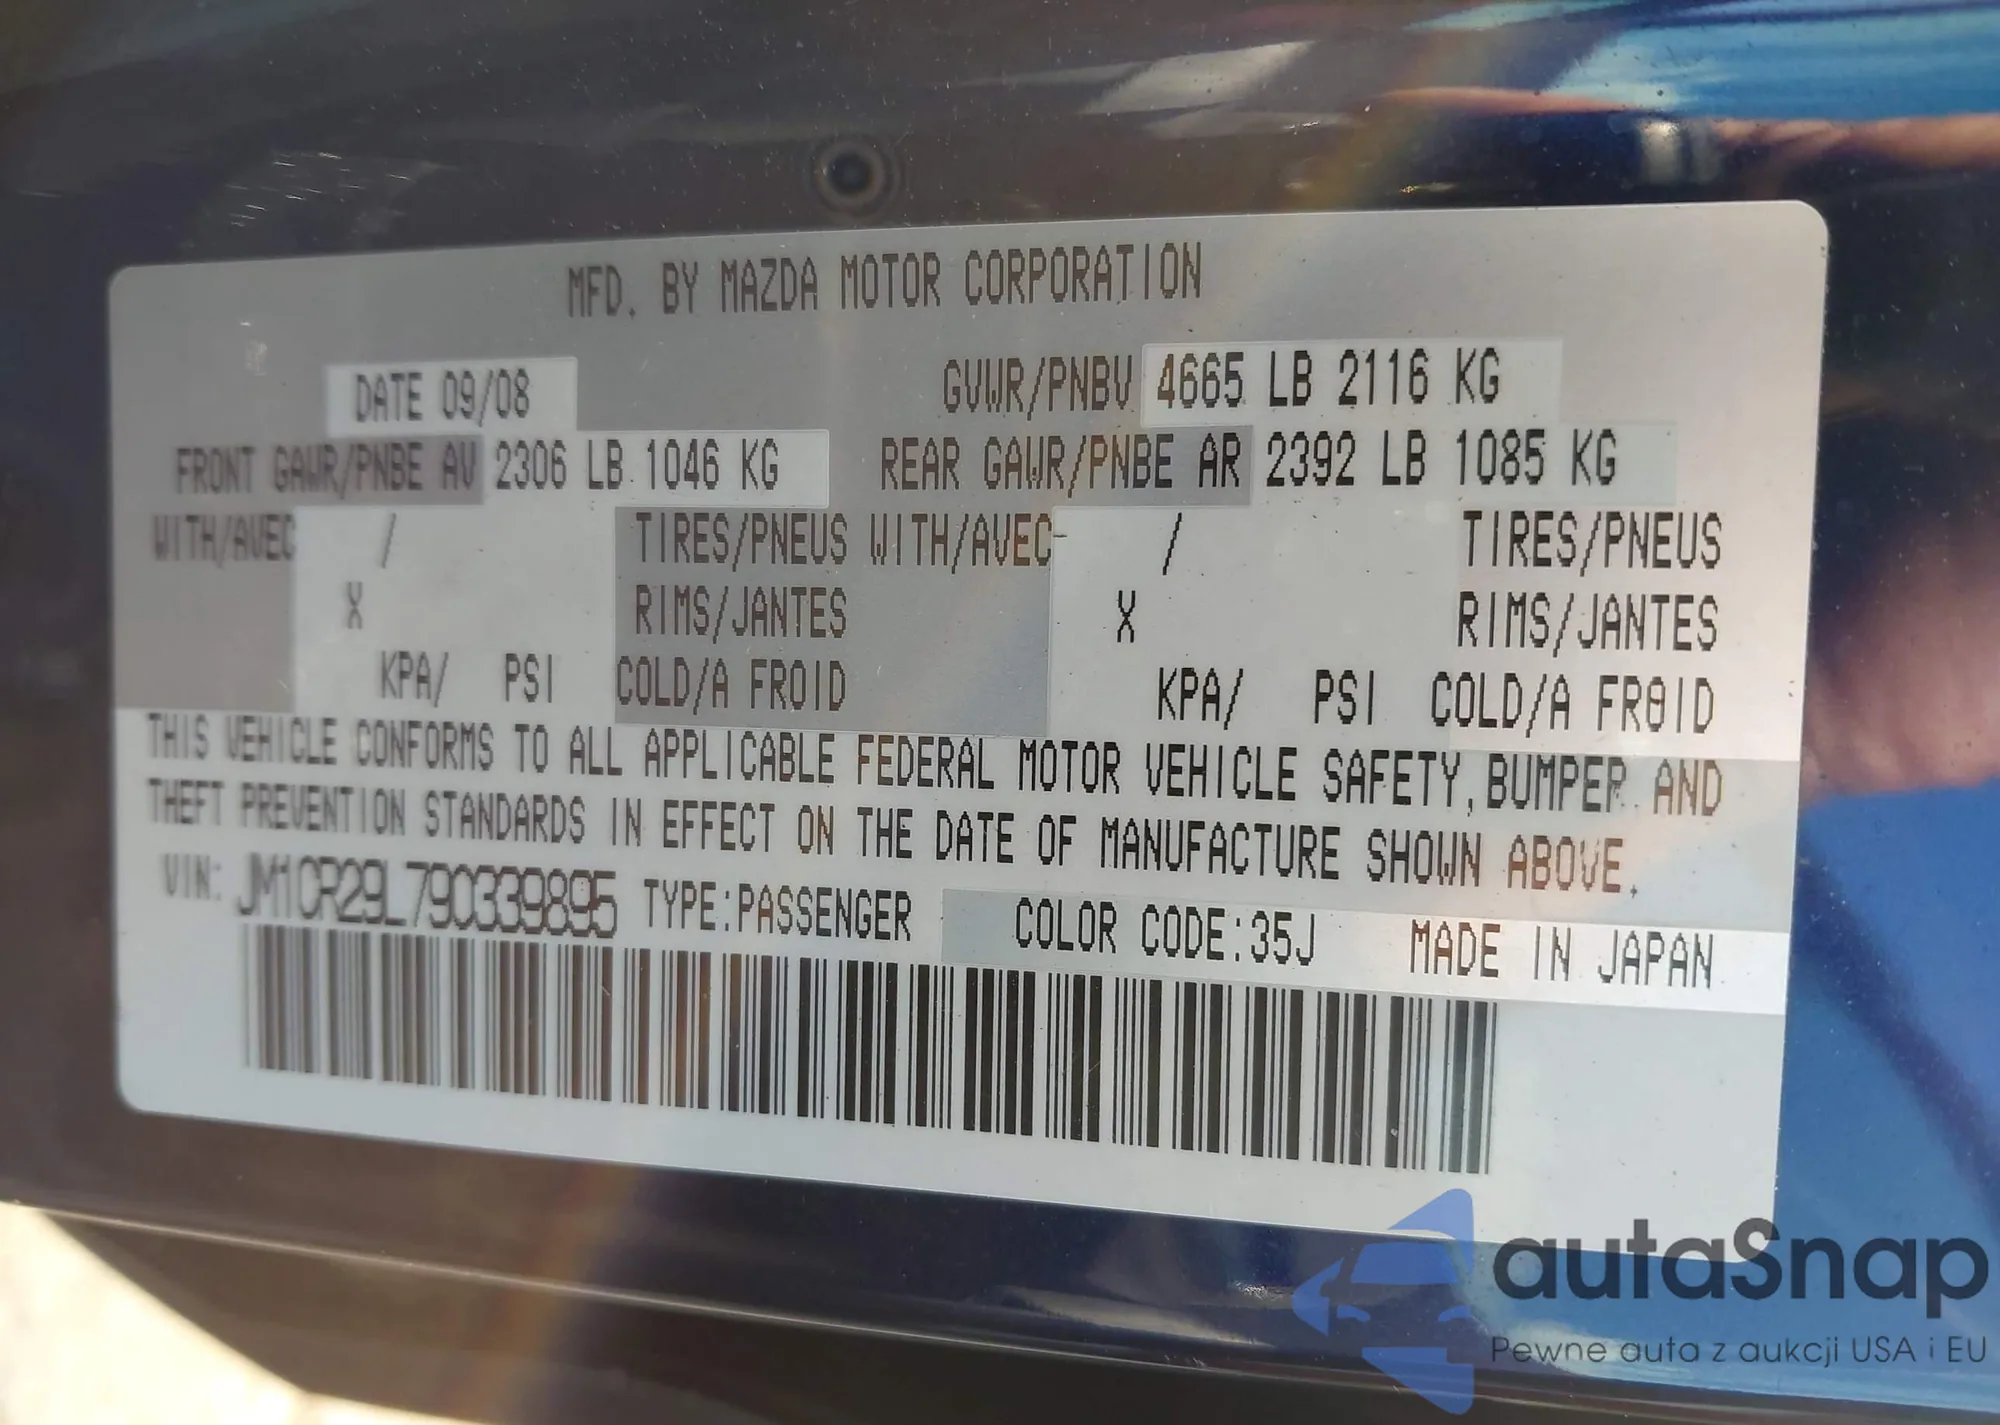 MFD. BY MAZDA MOTOR CORPORATION
DATE 09/08 GVWR/PNBV 4665 LB 2116 KG
FRONT GAWR/PNBE AV 2306 LB 1046 KG REAR GAWR/PNBE AR 2392 LB 1085 KG
WITH/AVEC / TIRES/PNEUS WITH/AVEC / TIRES/PNEUS
X RIMS/JANTES X RIMS/JANTES
KPA/ PSI COLD/A FROID KPA/ PSI COLD/A FROID
THIS VEHICLE CONFORMS TO ALL APPLICABLE FEDERAL MOTOR VEHICLE SAFETY, BUMPER AND
THEFT PREVENTION STANDARDS IN EFFECT ON THE DATE OF MANUFACTURE SHOWN ABOVE.
VIN: JM1CR29L790339895 TYPE:PASSENGER COLOR CODE:35J MADE IN JAPAN
autaSnap
Pewne auta z aukcji USA i EU